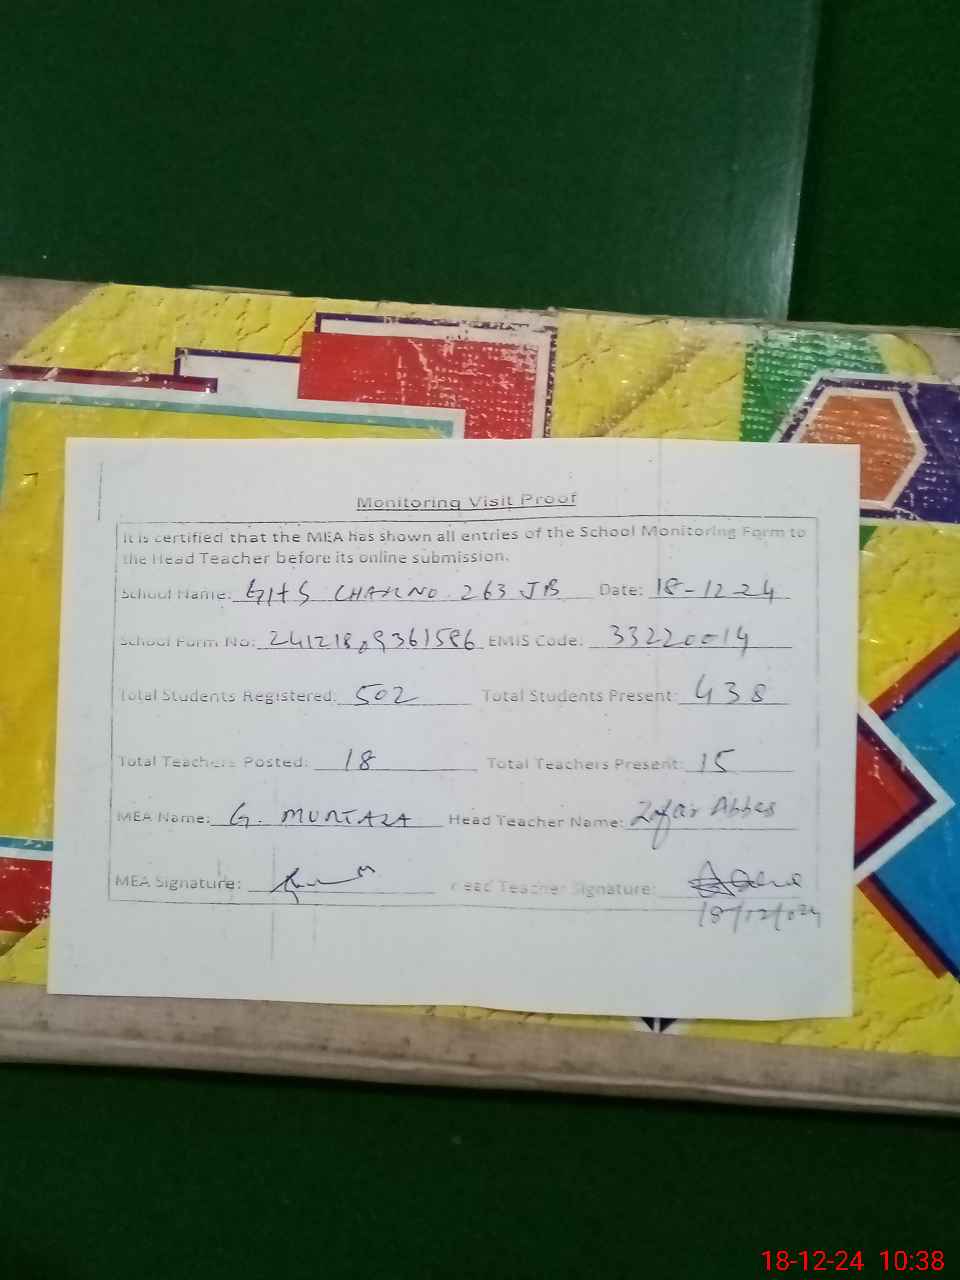 Monitoring Visit Proof
It is certified that the MEA has shown all entries of the School Monitoring Form to
the Head Teacher before its online submission.
School Name: GHS CHAK NO. 263 JB Date: 18-12-24
School Form No: 24121809361586 EMIS Code: 33220014
Total Students Registered: 502 Total Students Present: 438
Total Teachers Posted: 18 Total Teachers Present: 15
MEA Name: G. MURTAZA Head Teacher Name: Zafar Abbas
MEA Signature: Head Teacher Signature:
18/12/024
18-12-24 10:38